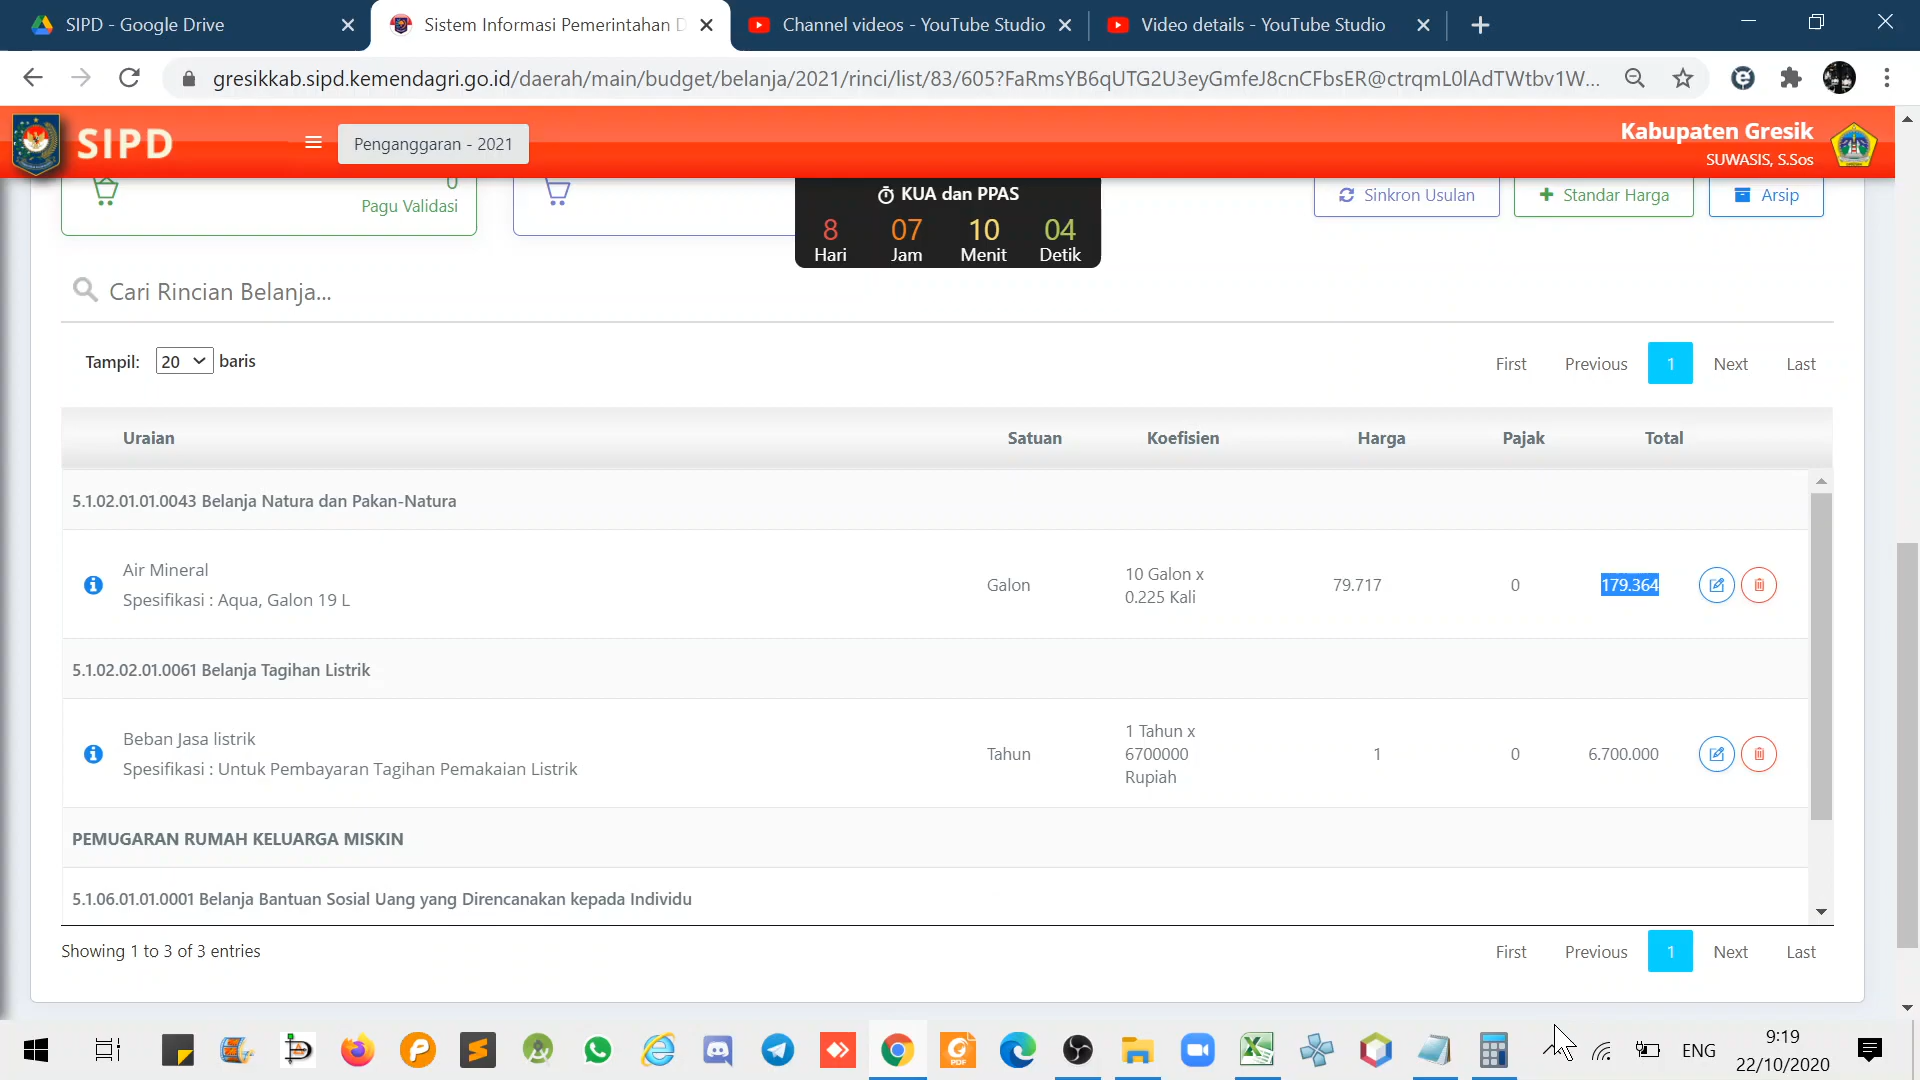 SIPD - Google Drive
Sistem Informasi Pemerintahan D
Channel videos - YouTube Studio
Video details - YouTube Studio
gresikkab.sipd.kemendagri.go.id/daerah/main/budget/belanja/2021/rinci/list/83/605?FaRmsYB6qUTG2U3eyGmfeJ8cnCFbsER@ctrqmL0lAdTWtbv1W...
SIPD
Penganggaran - 2021
Kabupaten Gresik
SUWASIS, S.Sos
0
Pagu Validasi
KUA dan PPAS
8 07 10 04
Hari Jam Menit Detik
Sinkron Usulan
Standar Harga
Arsip
Cari Rincian Belanja...
Tampil: 20 baris
First Previous 1 Next Last
Uraian Satuan Koefisien Harga Pajak Total
5.1.02.01.01.0043 Belanja Natura dan Pakan-Natura
Air Mineral
Spesifikasi : Aqua, Galon 19 L
Galon
10 Galon x
0.225 Kali
79.717
0
179.364
5.1.02.02.01.0061 Belanja Tagihan Listrik
Beban Jasa listrik
Spesifikasi : Untuk Pembayaran Tagihan Pemakaian Listrik
Tahun
1 Tahun x
6700000
Rupiah
1
0
6.700.000
PEMUGARAN RUMAH KELUARGA MISKIN
5.1.06.01.01.0001 Belanja Bantuan Sosial Uang yang Direncanakan kepada Individu
Showing 1 to 3 of 3 entries
First Previous 1 Next Last
ENG
9:19
22/10/2020